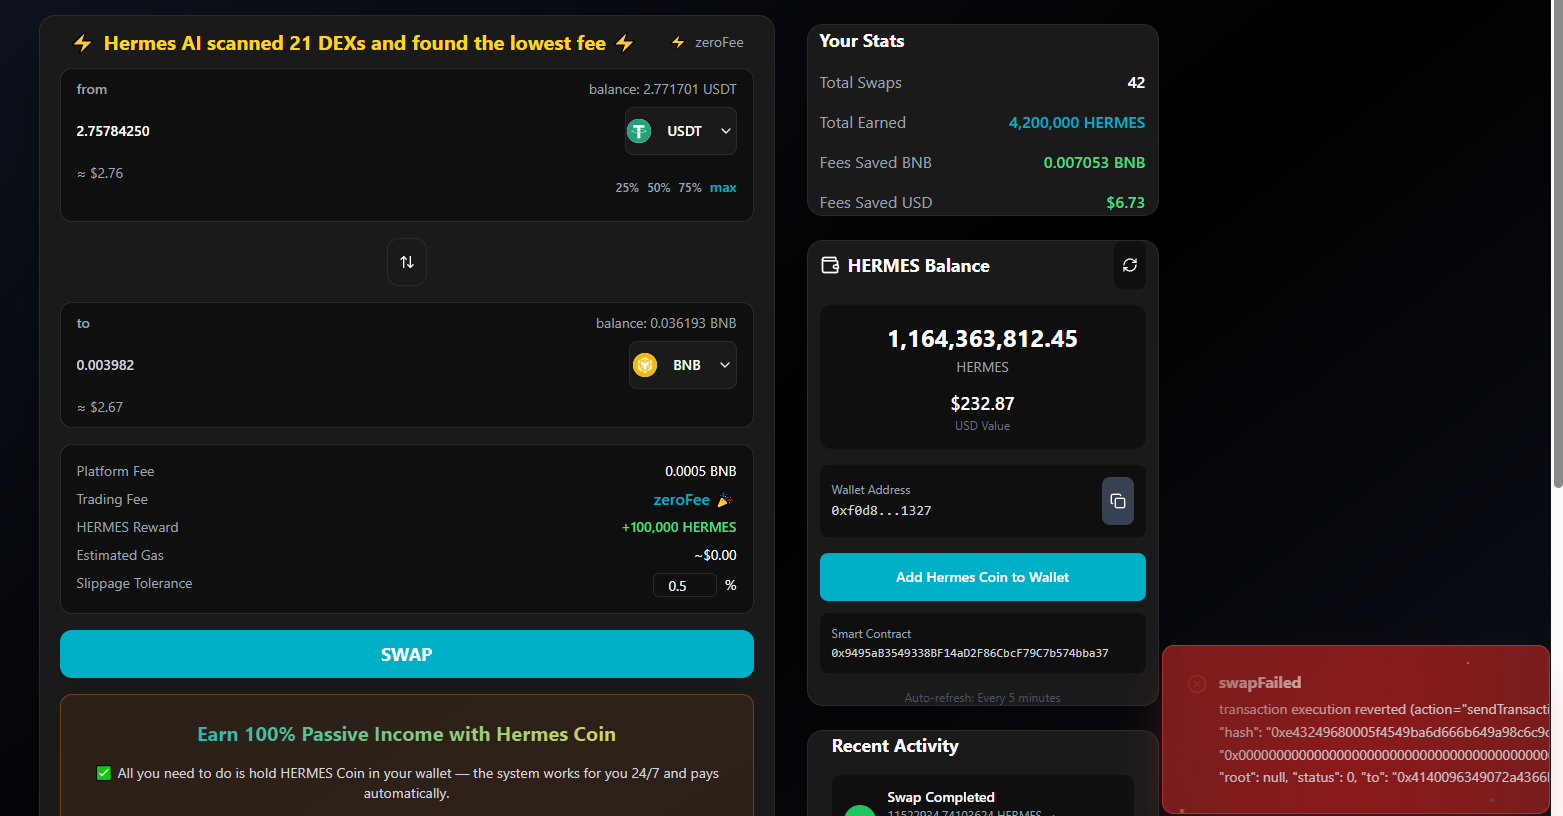 ⚡ Hermes AI scanned 21 DEXs and found the lowest fee ⚡
⚡ zeroFee
from
balance: 2.771701 USDT
2.75784250
USDT
≈ $2.76
25% 50% 75% max
to
balance: 0.036193 BNB
0.003982
BNB
≈ $2.67
Platform Fee 0.0005 BNB
Trading Fee zeroFee 🎉
HERMES Reward +100,000 HERMES
Estimated Gas ~$0.00
Slippage Tolerance 0.5 %
SWAP
Earn 100% Passive Income with Hermes Coin
✅ All you need to do is hold HERMES Coin in your wallet — the system works for you 24/7 and pays
automatically.
Your Stats
Total Swaps 42
Total Earned 4,200,000 HERMES
Fees Saved BNB 0.007053 BNB
Fees Saved USD $6.73
HERMES Balance
1,164,363,812.45
HERMES
$232.87
USD Value
Wallet Address
0xf0d8...1327
Add Hermes Coin to Wallet
Smart Contract
0x9495aB3549338BF14aD2F86CbcF79C7b574bba37
Auto-refresh: Every 5 minutes
Recent Activity
Swap Completed
11522934.74103624 HERMES →
swapFailed
transaction execution reverted (action="sendTransacti
"hash": "0xe43249680005f4549ba6d666b649a98c6c9c
"root": null, "status": 0, "to": "0x4140096349072a4366